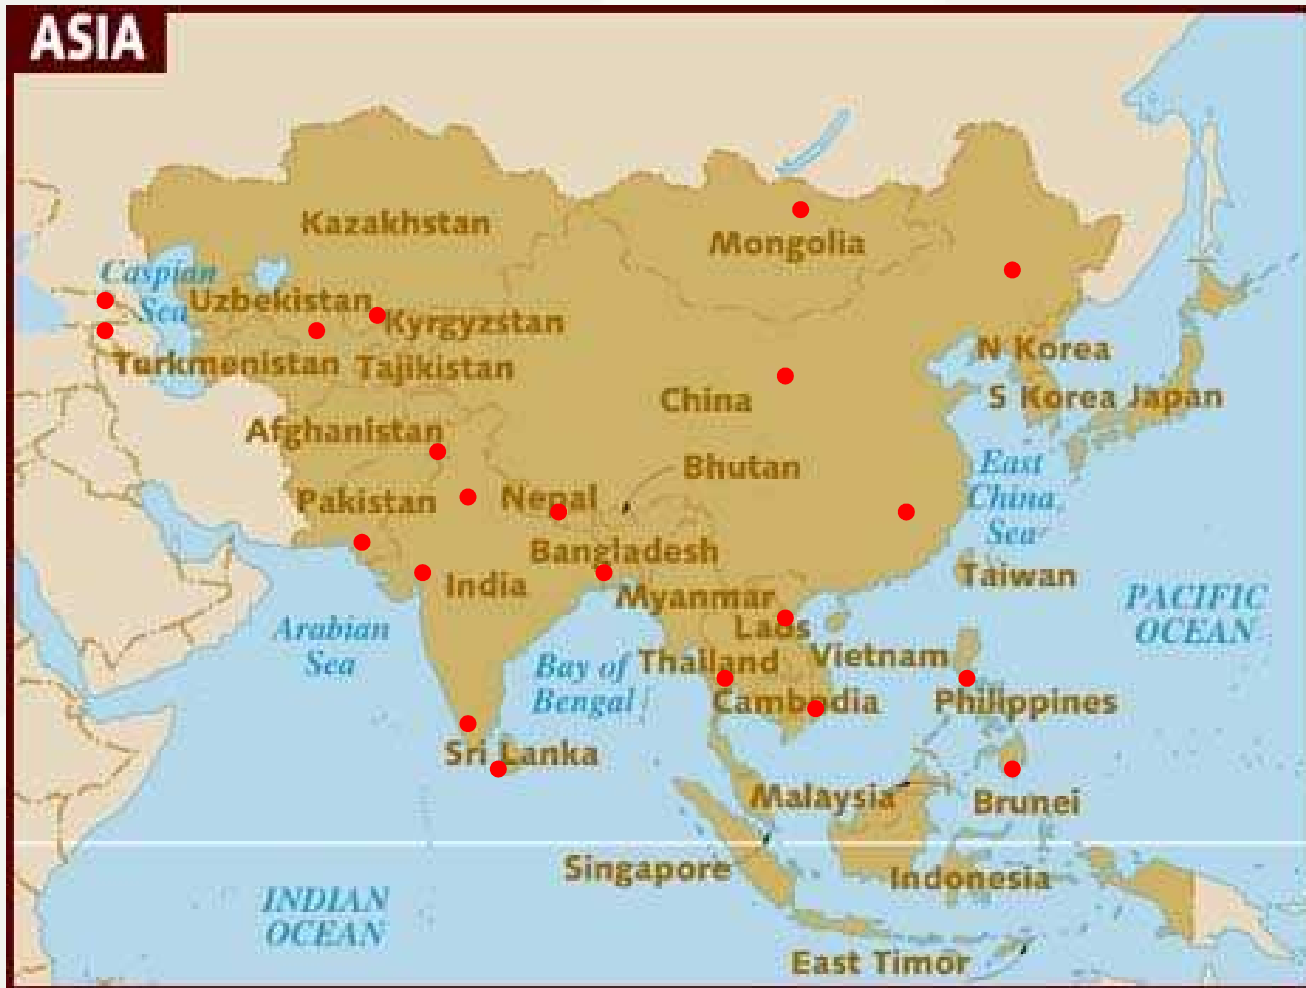 ASIA
Kazakhstan
Mongolia
Caspian
Sea
Uzbekistan
Kyrgyzstan
Turkmenistan
Tajikistan
N Korea
S Korea
Japan
China
Afghanistan
Bhutan
East
China
Sea
Pakistan
Nepal
Bangladesh
India
Myanmar
Taiwan
PACIFIC
OCEAN
Arabian
Sea
Laos
Bay of
Bengal
Thailand
Vietnam
Cambodia
Philippines
Sri Lanka
Malaysia
Brunei
Singapore
Indonesia
INDIAN
OCEAN
East Timor